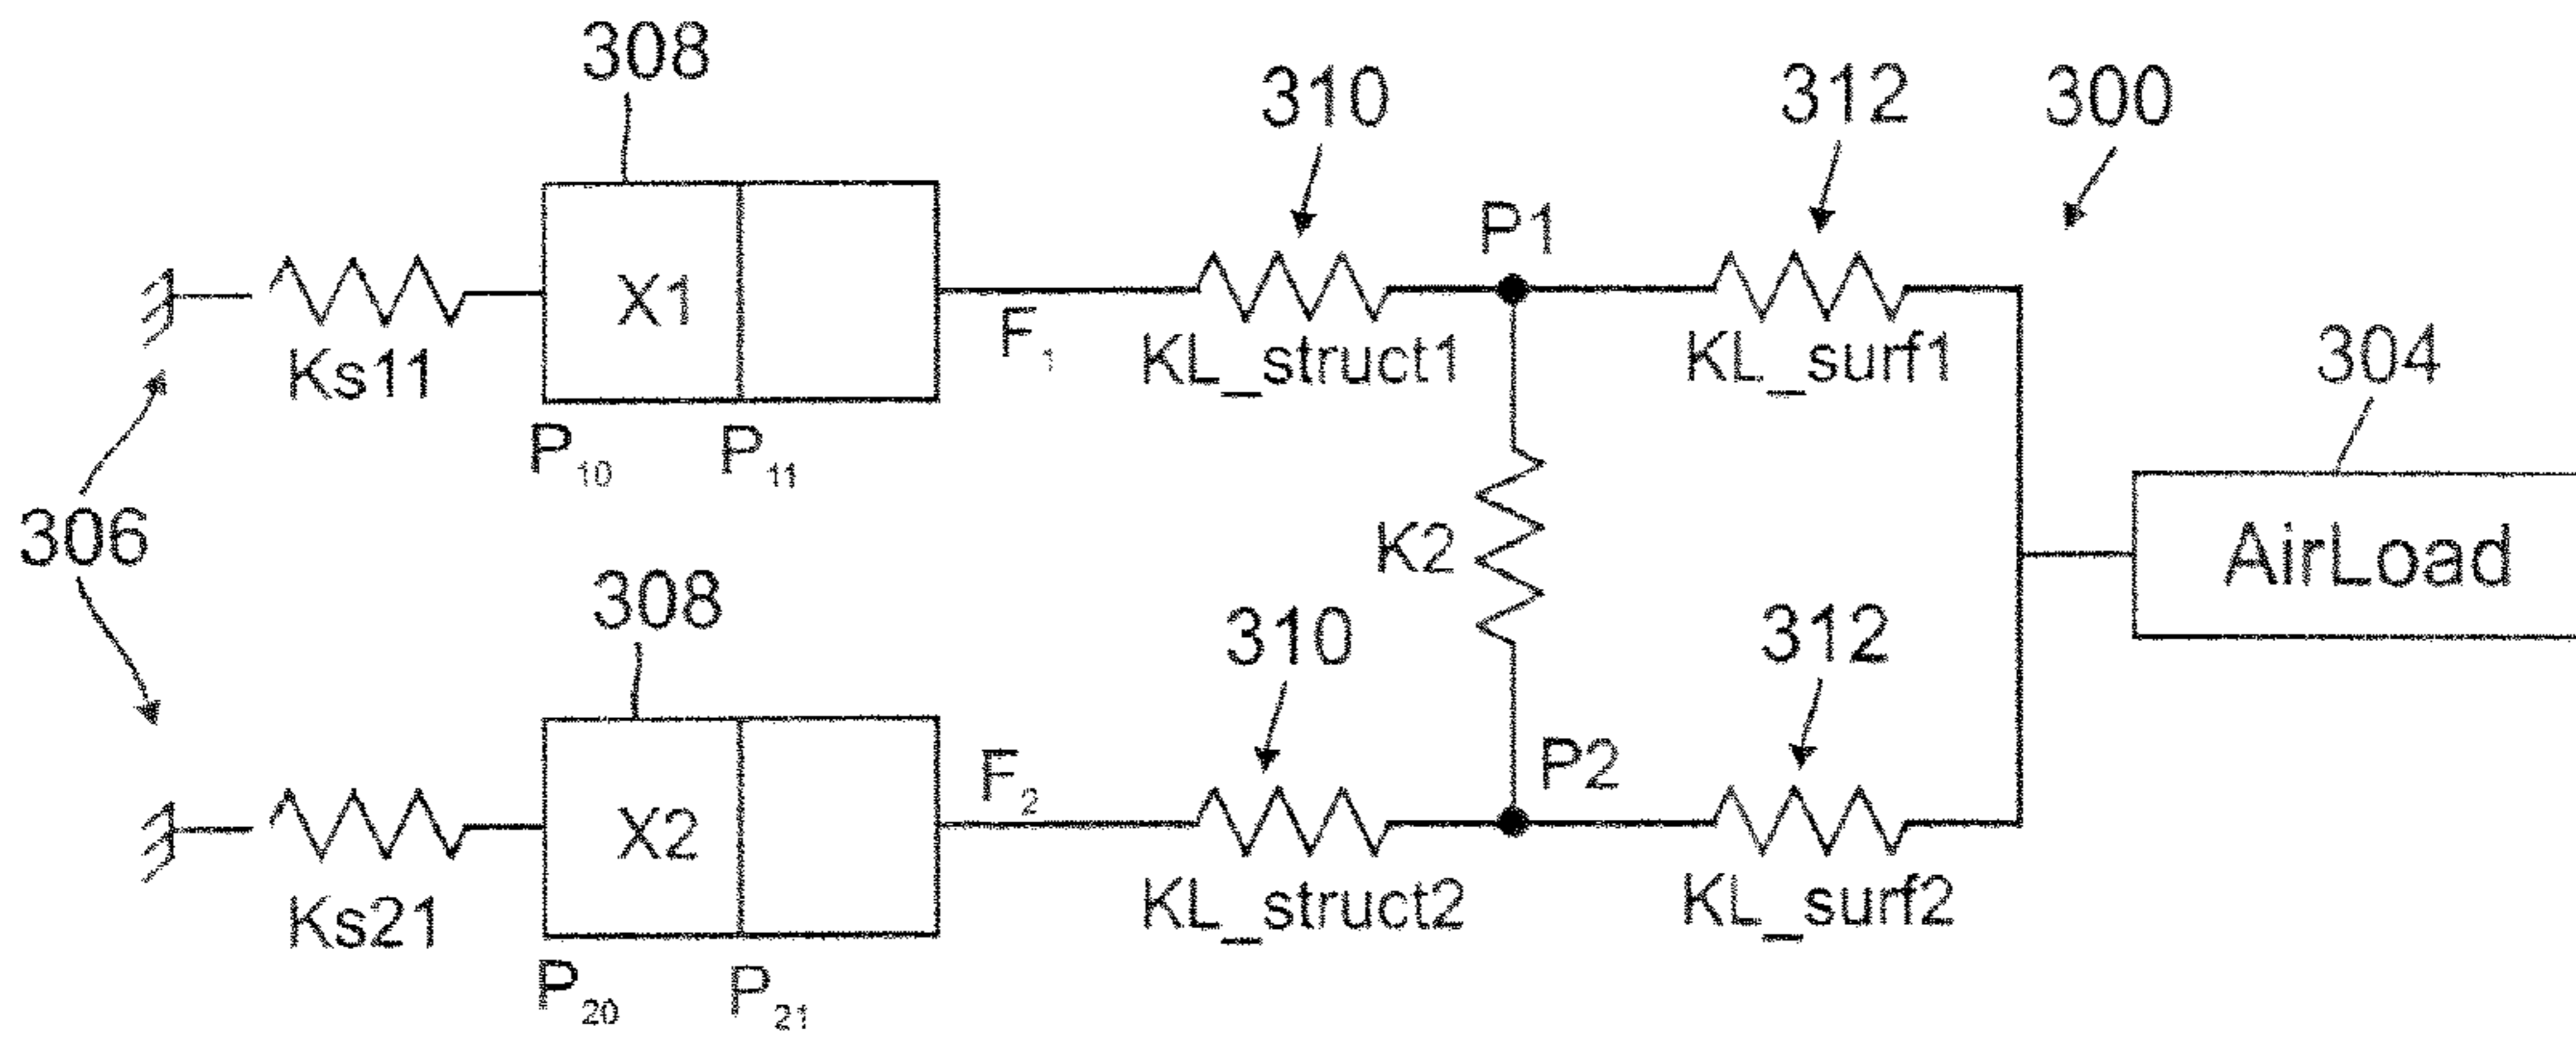 308
310
312
300
P1
X1
F₁
Ks11
KL_struct1
KL_surf1
304
P₁₀
P₁₁
306
K2
AirLoad
308
310
312
F₂
P2
X2
Ks21
KL_struct2
KL_surf2
P₂₀
P₂₁